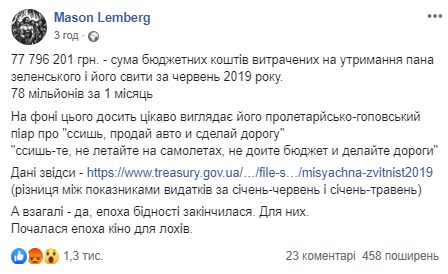 Mason Lemberg
3 год ·
77 796 201 грн. - сума бюджетних коштів витрачених на утримання пана
зеленського і його свити за червень 2019 року.
78 мільйонів за 1 місяць
На фоні цього досить цікаво виглядає його пролетарсько-гоповський
піар про "ссишь, продай авто и сделай дорогу"
"ссишь-те, не летайте на самолетах, не доите бюджет и делайте дороги"
Дані звідси - https://www.treasury.gov.ua/…/file-s…/misyachna-zvitnist2019
(різниця між показниками видатків за січень-червень і січень-травень)
А взагалі - да, епоха бідності закінчилася. Для них.
Почалася епоха кіно для лохів.
1,3 тис.
23 коментарі 458 поширень